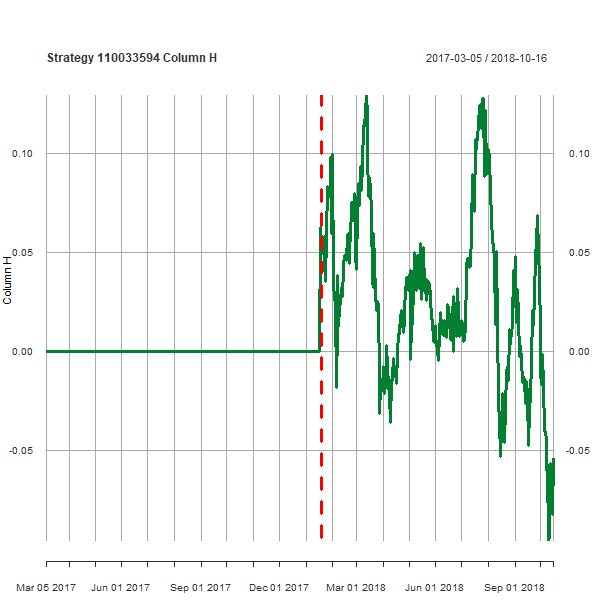 Strategy 110033594 Column H
2017-03-05 / 2018-10-16
0.10 0.10
0.05 0.05
Column H
0.00 0.00
-0.05 -0.05
Mar 05 2017 Jun 01 2017 Sep 01 2017 Dec 01 2017 Mar 01 2018 Jun 01 2018 Sep 01 2018